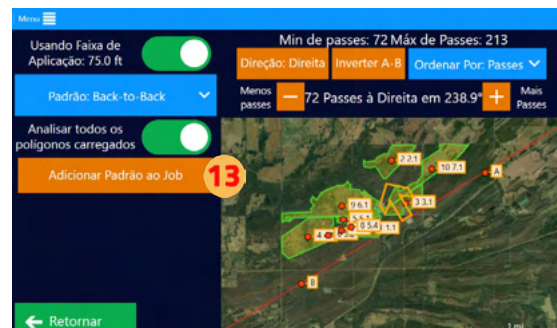 Menu
Usando Faixa de
Aplicação: 75.0 ft
Padrão: Back-to-Back
Analisar todos os
polígonos carregados
Adicionar Padrão ao Job
13
Retornar
Min de passes: 72 Máx de Passes: 213
Direção: Direita
Inverter A-B
Ordenar Por: Passes
Menos
passes
72 Passes à Direita em 238.9°
Mais
Passes
2 2.1
10 7.1
A
9 6.1
3 3.1
0 5.4
1.1
B
1 mi